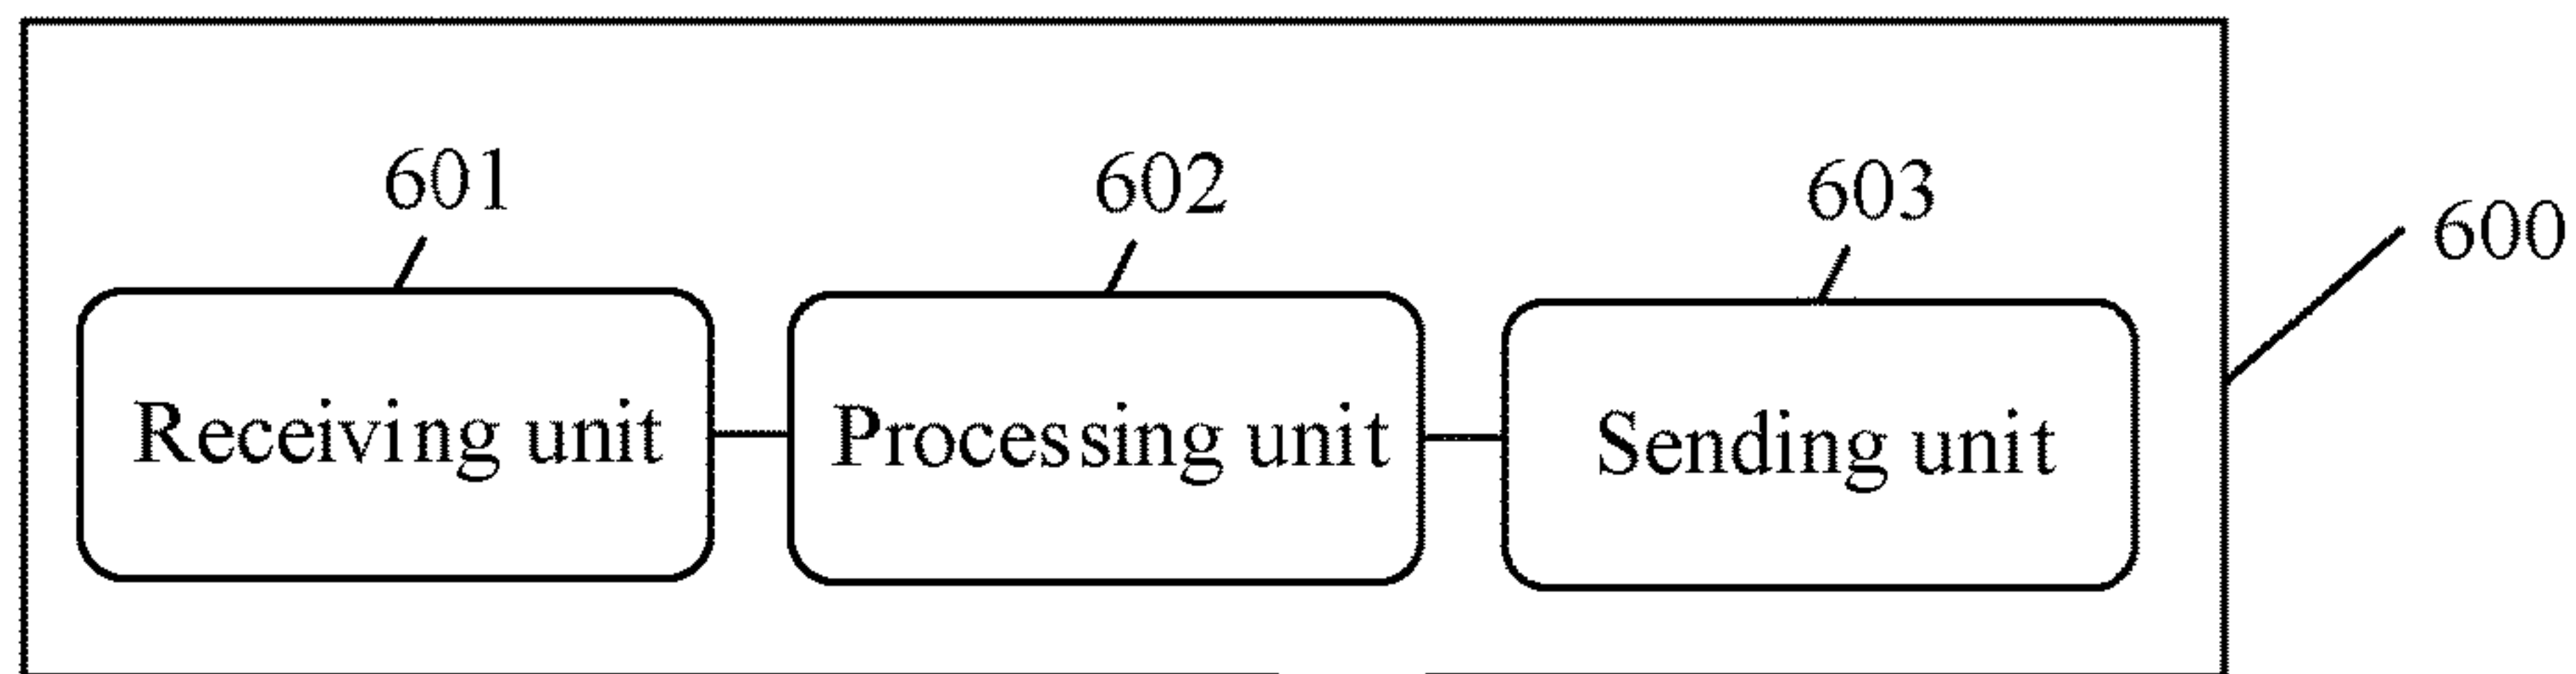 601
602
603
600
Receiving unit
Processing unit
Sending unit